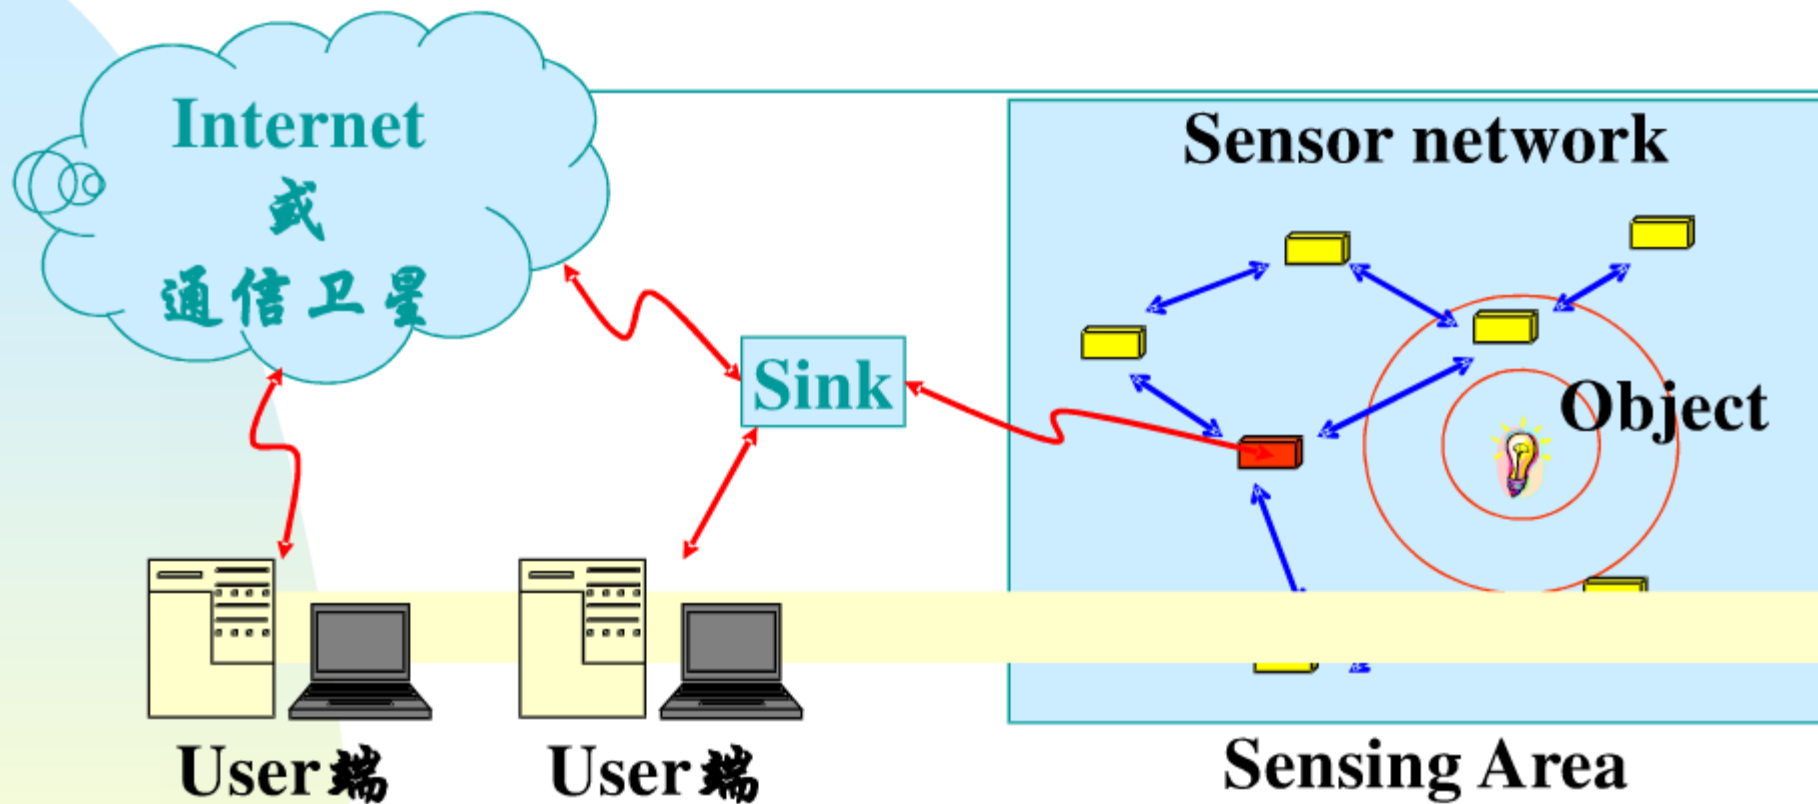 Internet
或
通信卫星
Sensor network
Sink
Object
User端
User端
Sensing Area